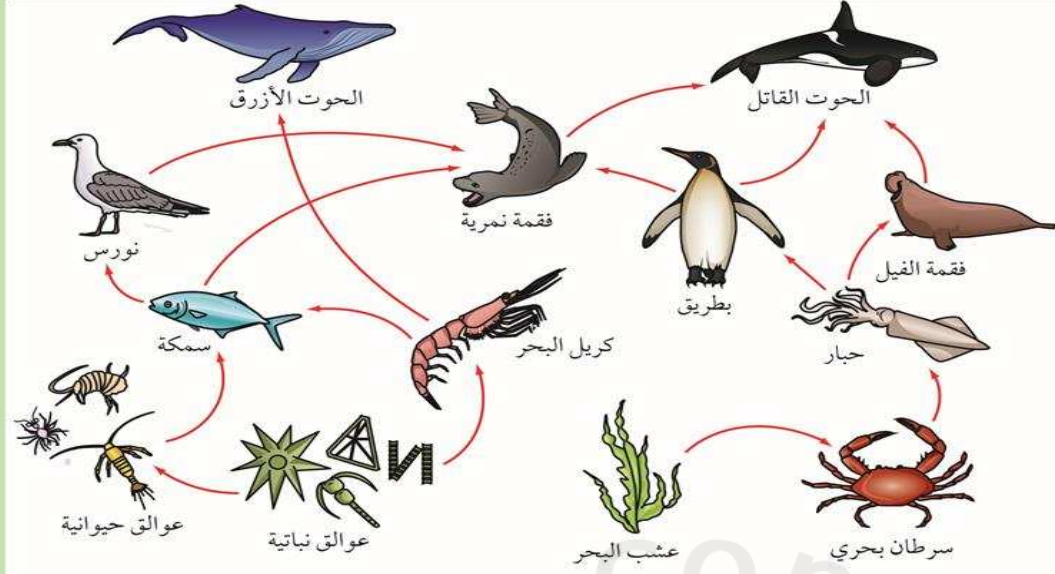 الحوت الأزرق
الحوت القاتل
فقمة نمرية
نورس
فقمة الفيل
بطريق
سمكة
كريل البحر
حبار
عوالق حيوانية
عوالق نباتية
عشب البحر
سرطان بحري